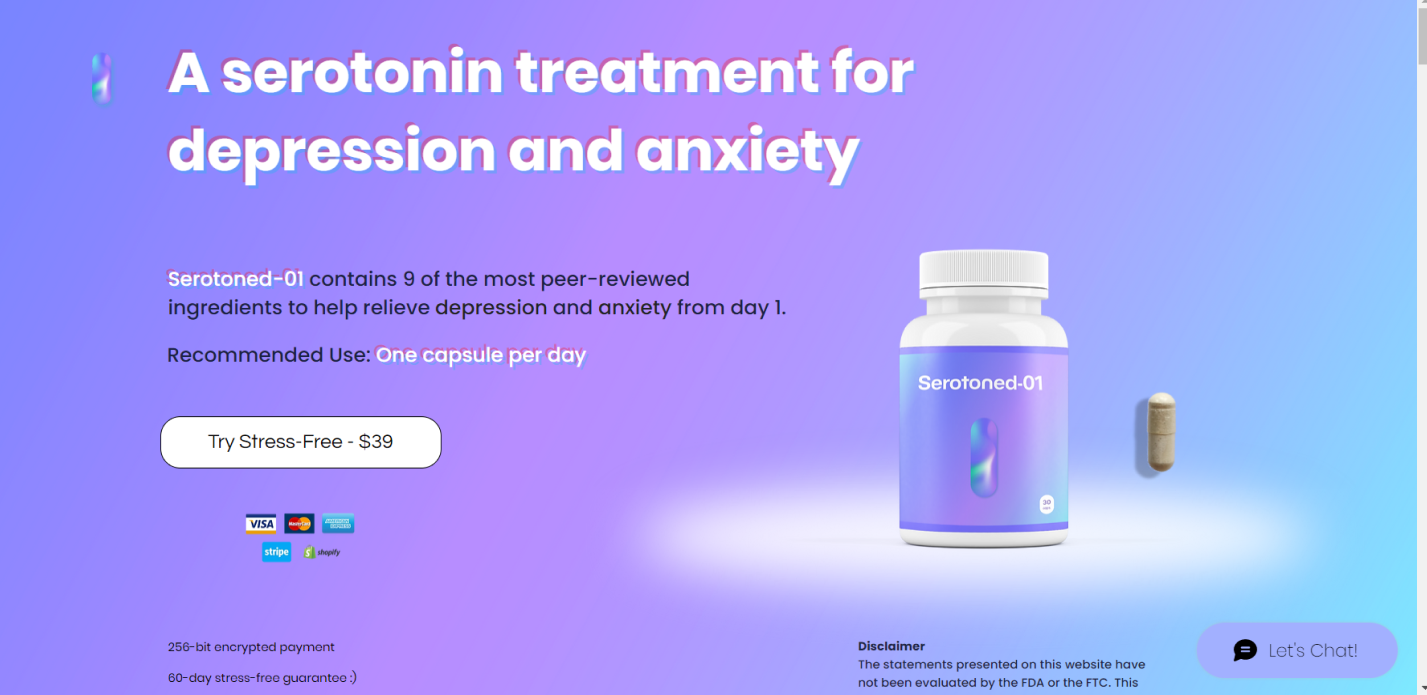 A serotonin treatment for
depression and anxiety
Serotoned-01 contains 9 of the most peer-reviewed
ingredients to help relieve depression and anxiety from day 1.
Recommended Use: One capsule per day
Try Stress-Free - $39
VISA MasterCard AMERICAN EXPRESS
stripe shopify
Serotoned-01
30
256-bit encrypted payment
60-day stress-free guarantee :)
Disclaimer
The statements presented on this website have
not been evaluated by the FDA or the FTC. This
Let's Chat!